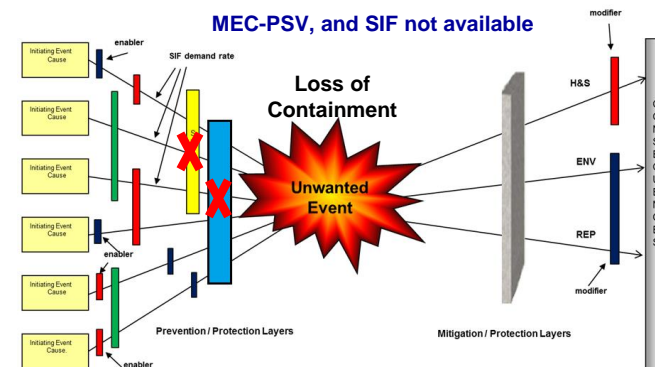 MEC-PSV, and SIF not available
modifier
enabler
Initiating Event
Cause
SIF demand rate
H&S
Loss of
Containment
Initiating Event
Cause
S
C
O
N
S
E
Q
U
E
N
C
E
S
Initiating Event
Cause
ENV
Unwanted
Event
Initiating Event
Cause
REP
enabler
Initiating Event
Cause
modifier
Prevention / Protection Layers
Mitigation / Protection Layers
Initiating Event
Cause.
enabler